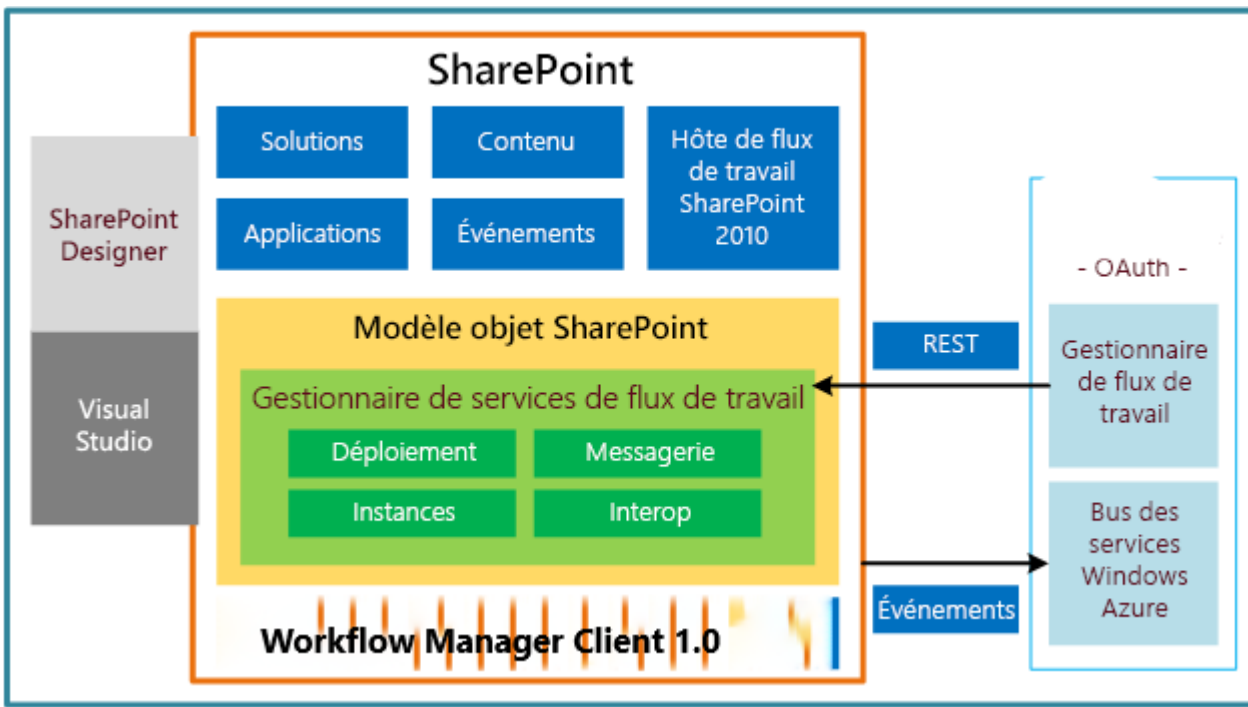 SharePoint
Solutions
Contenu
Hôte de flux
de travail
SharePoint
2010
Applications
Événements
SharePoint
Designer
Visual
Studio
Modèle objet SharePoint
Gestionnaire de services de flux de travail
Déploiement
Messagerie
Instances
Interop
Workflow Manager Client 1.0
REST
Événements
- OAuth -
Gestionnaire
de flux de
travail
Bus des
services
Windows
Azure